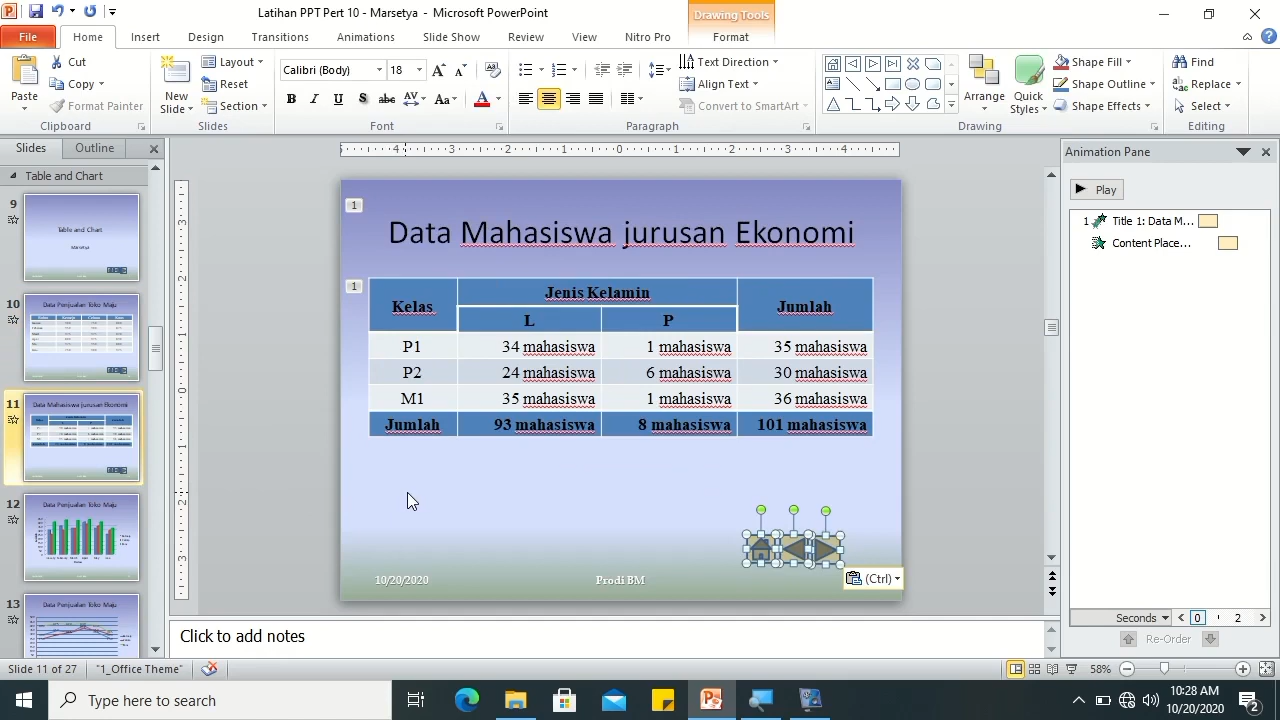 Latihan PPT Pert 10 - Marsetya - Microsoft PowerPoint
Drawing Tools
File Home Insert Design Transitions Animations Slide Show Review View Nitro Pro Format
Paste
Cut
Copy
Format Painter
Clipboard
New Slide
Layout
Reset
Section
Slides
Calibri (Body) 18
Font
Text Direction
Align Text
Convert to SmartArt
Paragraph
Arrange
Quick Styles
Shape Fill
Shape Outline
Shape Effects
Drawing
Find
Replace
Select
Editing
Slides Outline
Table and Chart
9
Table and Chart
Marsetya
10
Data Penjualan Toko Maju
11
Data Mahasiswa jurusan Ekonomi
12
Data Penjualan Toko Maju
13
Data Penjualan Toko Maju
1
Data Mahasiswa jurusan Ekonomi
1
Kelas Jenis Kelamin Jumlah
L P
P1 34 mahasiswa 1 mahasiswa 35 mahasiswa
P2 24 mahasiswa 6 mahasiswa 30 mahasiswa
M1 35 mahasiswa 1 mahasiswa 36 mahasiswa
Jumlah 93 mahasiswa 8 mahasiswa 101 mahasiswa
10/20/2020 Prodi BM
(Ctrl)
Click to add notes
Animation Pane
Play
1 Title 1: Data M...
Content Place...
Seconds 0 2
Re-Order
Slide 11 of 27 "1_Office Theme" 58%
Type here to search
10:28 AM
10/20/2020
2